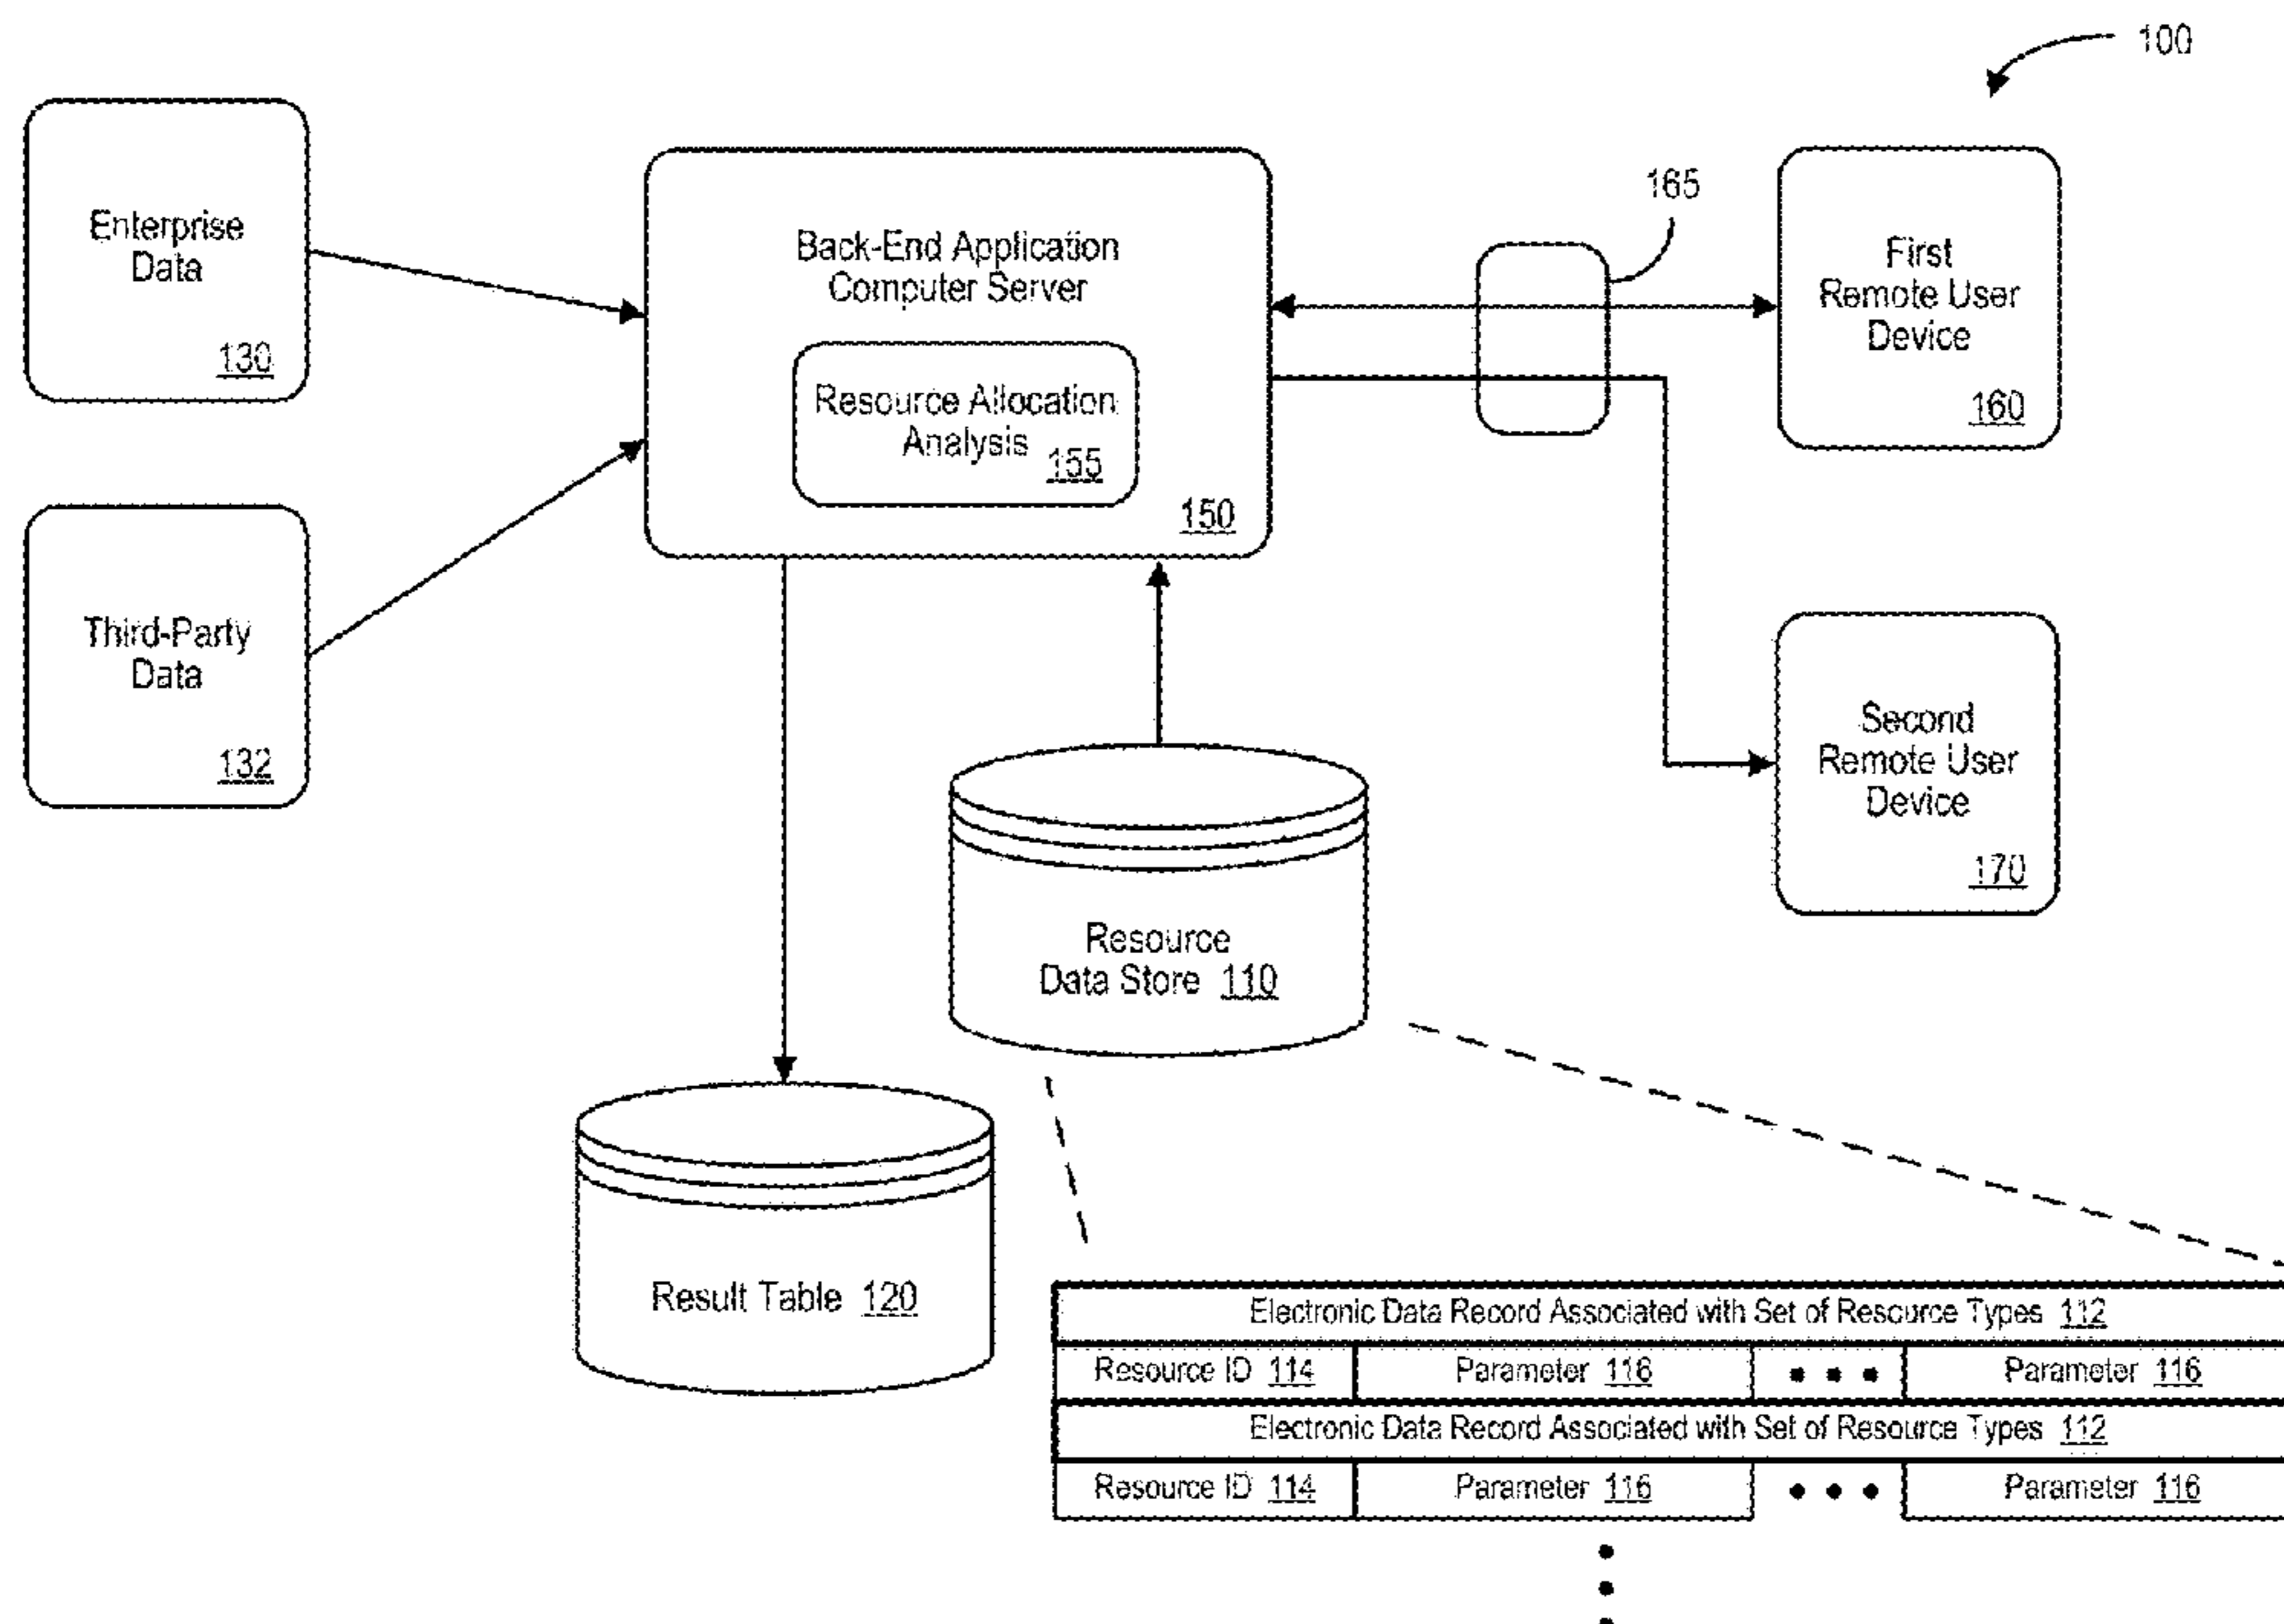 100
Enterprise
Data
130
Back-End Application
Computer Server
Resource Allocation
Analysis 155
150
165
First
Remote User
Device
160
Third-Party
Data
132
Second
Remote User
Device
170
Resource
Data Store 110
Result Table 120
Electronic Data Record Associated with Set of Resource Types 112
Resource ID 114 Parameter 116 • • • Parameter 116
Electronic Data Record Associated with Set of Resource Types 112
Resource ID 114 Parameter 116 • • • Parameter 116